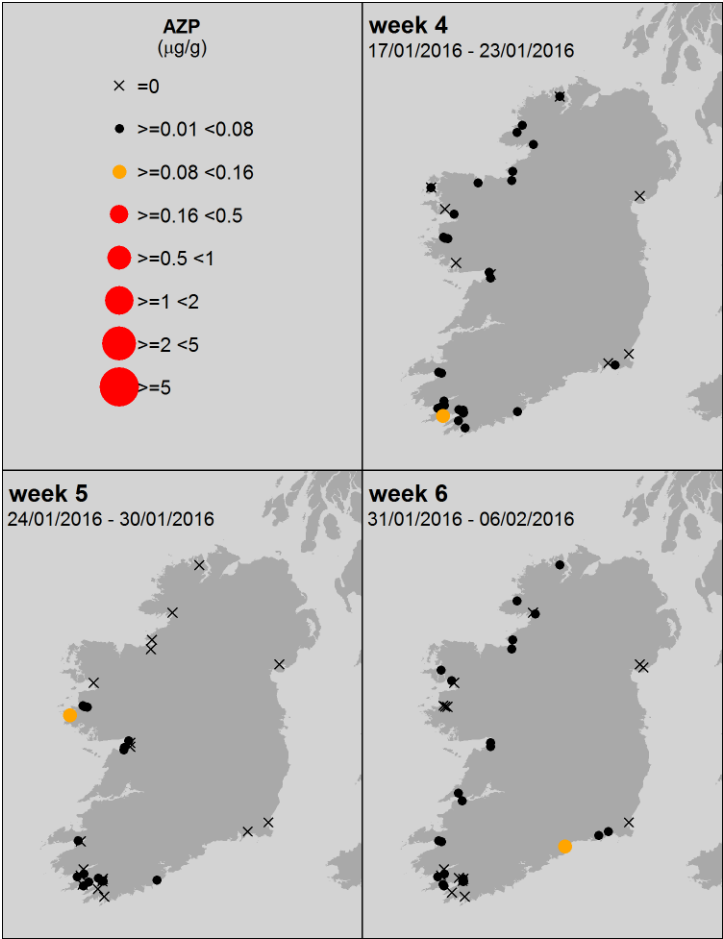 AZP
(µg/g)
=0
>=0.01 <0.08
>=0.08 <0.16
>=0.16 <0.5
>=0.5 <1
>=1 <2
>=2 <5
>=5
week 4
17/01/2016 - 23/01/2016
week 5
24/01/2016 - 30/01/2016
week 6
31/01/2016 - 06/02/2016